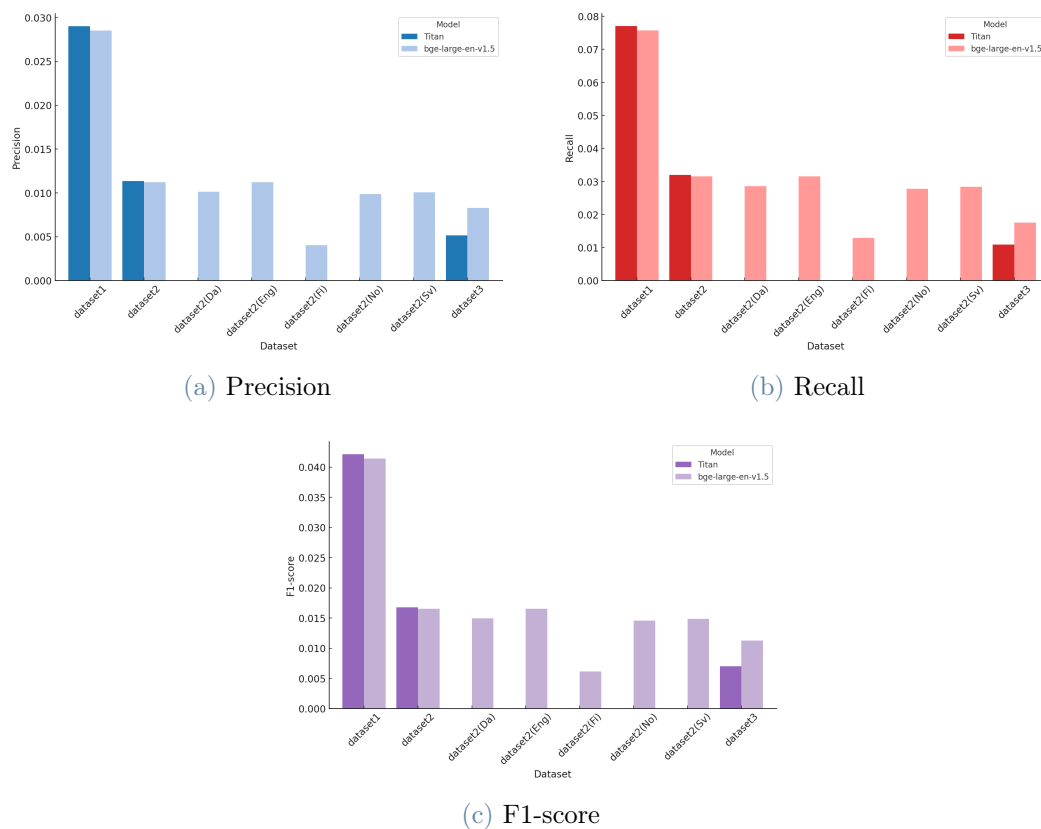 Model
Titan
bge-large-en-v1.5
0.030
0.025
0.020
0.015
0.010
0.005
0.000
Precision
dataset1
dataset2
dataset2(Da)
dataset2(Eng)
dataset2(Fi)
dataset2(No)
dataset2(Sv)
dataset3
Dataset
(a) Precision
Model
Titan
bge-large-en-v1.5
0.08
0.07
0.06
0.05
0.04
0.03
0.02
0.01
0.00
Recall
dataset1
dataset2
dataset2(Da)
dataset2(Eng)
dataset2(Fi)
dataset2(No)
dataset2(Sv)
dataset3
Dataset
(b) Recall
Model
Titan
bge-large-en-v1.5
0.040
0.035
0.030
0.025
0.020
0.015
0.010
0.005
0.000
F1-score
dataset1
dataset2
dataset2(Da)
dataset2(Eng)
dataset2(Fi)
dataset2(No)
dataset2(Sv)
dataset3
Dataset
(c) F1-score